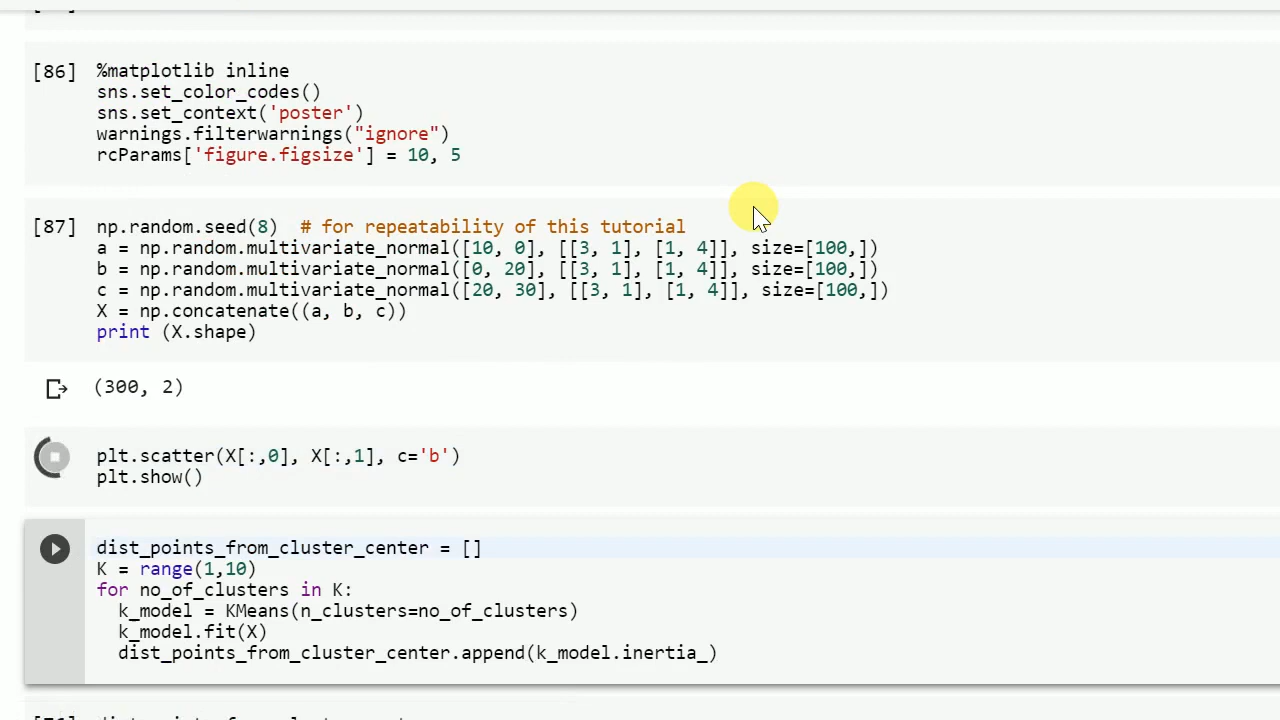 [86] %matplotlib inline
sns.set_color_codes()
sns.set_context('poster')
warnings.filterwarnings("ignore")
rcParams['figure.figsize'] = 10, 5
[87] np.random.seed(8)  # for repeatability of this tutorial
a = np.random.multivariate_normal([10, 0], [[3, 1], [1, 4]], size=[100,])
b = np.random.multivariate_normal([0, 20], [[3, 1], [1, 4]], size=[100,])
c = np.random.multivariate_normal([20, 30], [[3, 1], [1, 4]], size=[100,])
X = np.concatenate((a, b, c))
print (X.shape)
(300, 2)
plt.scatter(X[:,0], X[:,1], c='b')
plt.show()
dist_points_from_cluster_center = []
K = range(1,10)
for no_of_clusters in K:
  k_model = KMeans(n_clusters=no_of_clusters)
  k_model.fit(X)
  dist_points_from_cluster_center.append(k_model.inertia_)